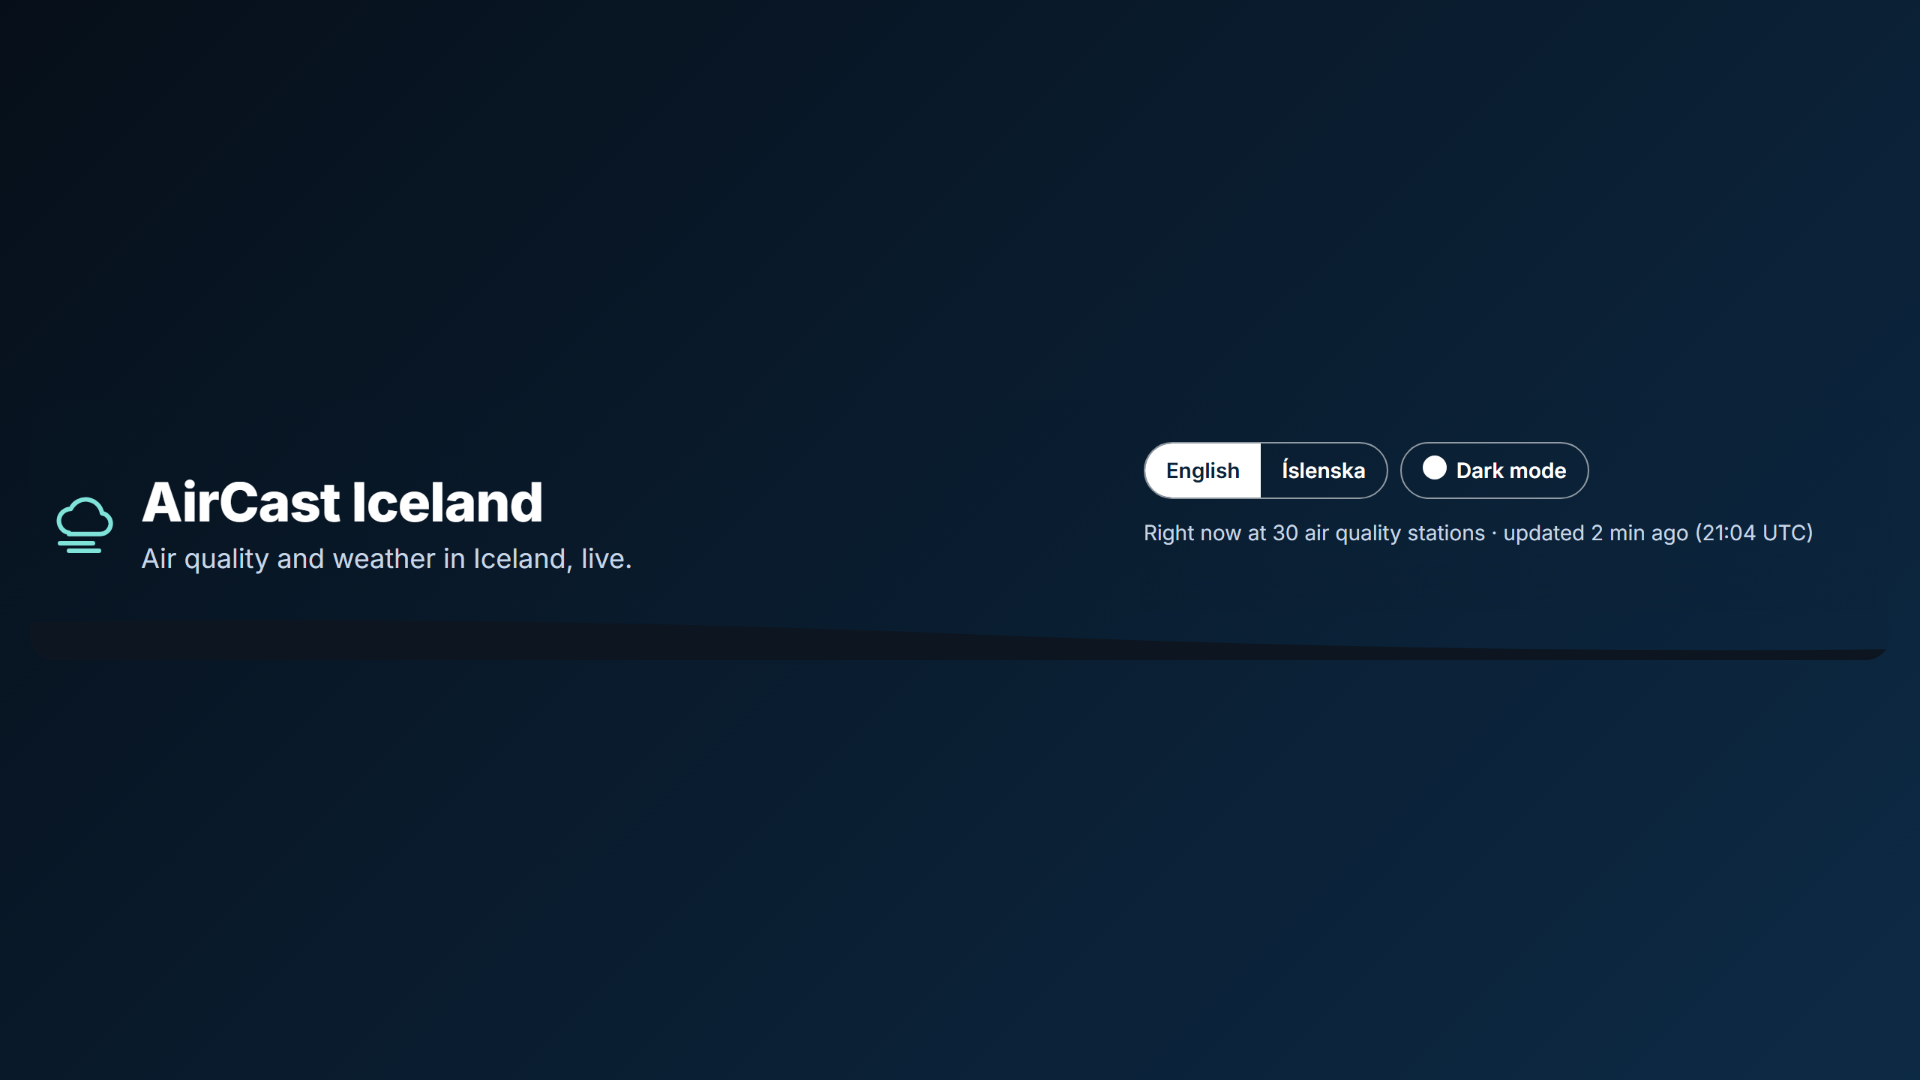 AirCast Iceland
Air quality and weather in Iceland, live.
English
Íslenska
Dark mode
Right now at 30 air quality stations · updated 2 min ago (21:04 UTC)